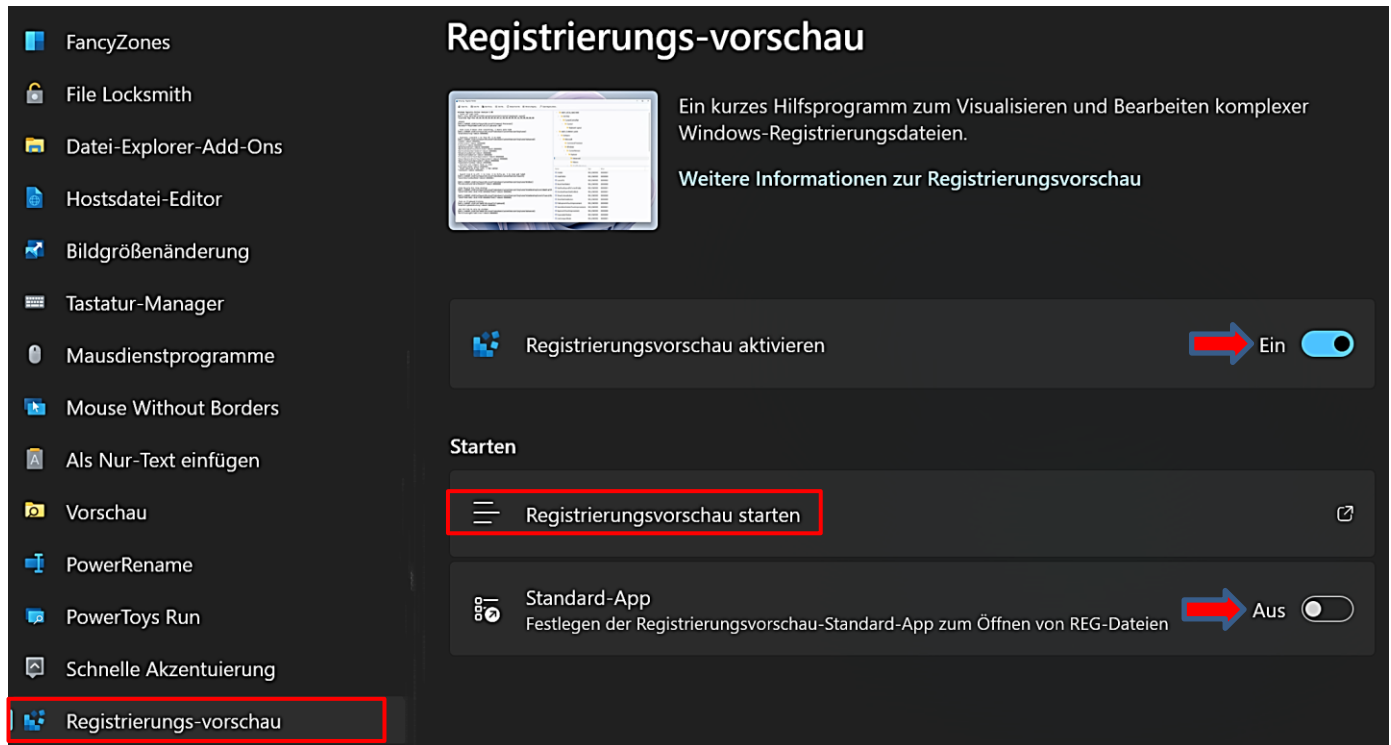 FancyZones
File Locksmith
Datei-Explorer-Add-Ons
Hostsdatei-Editor
Bildgrößenänderung
Tastatur-Manager
Mausdienstprogramme
Mouse Without Borders
Als Nur-Text einfügen
Vorschau
PowerRename
PowerToys Run
Schnelle Akzentuierung
Registrierungs-vorschau
Registrierungs-vorschau
Ein kurzes Hilfsprogramm zum Visualisieren und Bearbeiten komplexer
Windows-Registrierungsdateien.
Weitere Informationen zur Registrierungsvorschau
Registrierungsvorschau aktivieren
Ein
Starten
Registrierungsvorschau starten
Standard-App
Festlegen der Registrierungsvorschau-Standard-App zum Öffnen von REG-Dateien
Aus